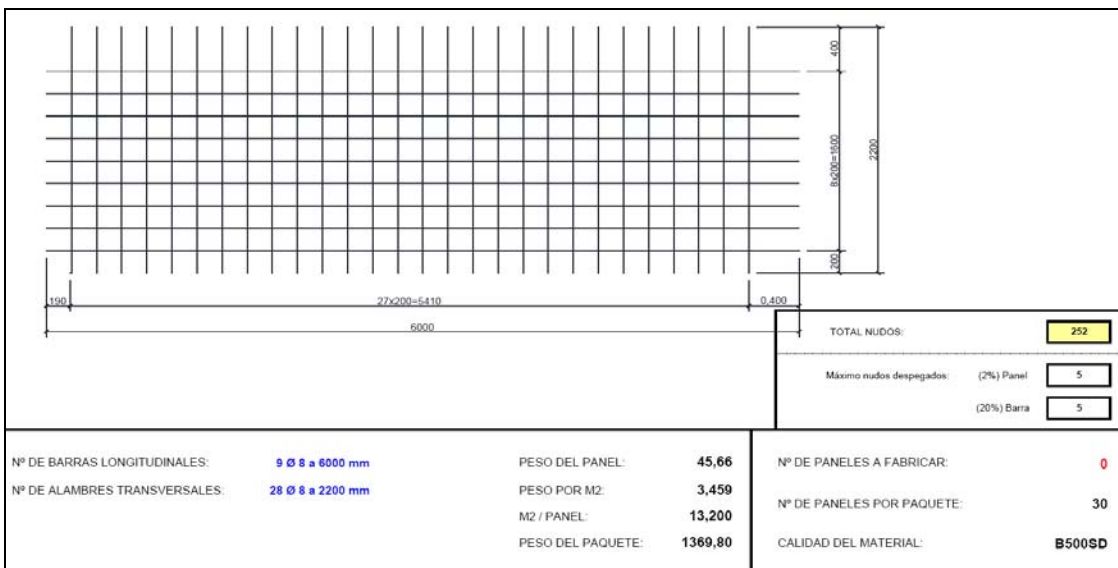 400
8x200=1600
2200
200
190
27x200=5410
0,400
6000
TOTAL NUDOS: 252
Máximo nudos despegados: (2%) Panel 5
(20%) Barra 5
Nº DE BARRAS LONGITUDINALES: 9 Ø 8 a 6000 mm
Nº DE ALAMBRES TRANSVERSALES: 28 Ø 8 a 2200 mm
PESO DEL PANEL: 45,66
PESO POR M2: 3,459
M2 / PANEL: 13,200
PESO DEL PAQUETE: 1369,80
Nº DE PANELES A FABRICAR: 0
Nº DE PANELES POR PAQUETE: 30
CALIDAD DEL MATERIAL: B500SD